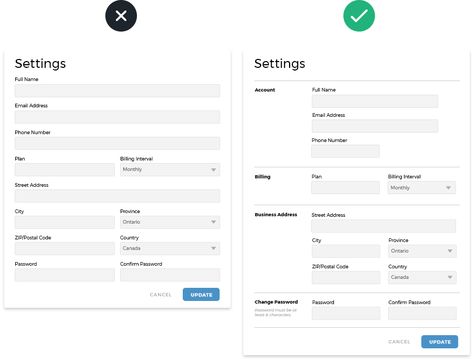 Settings
Full Name
Email Address
Phone Number
Plan Billing Interval
Monthly
Street Address
City Province
Ontario
ZIP/Postal Code Country
Canada
Password Confirm Password
CANCEL UPDATE
Settings
Account Full Name
Email Address
Phone Number
Billing Plan Billing Interval
Monthly
Business Address Street Address
City Province
Ontario
ZIP/Postal Code Country
Canada
Change Password Password Confirm Password
Password must be at
least 8 characters
CANCEL UPDATE